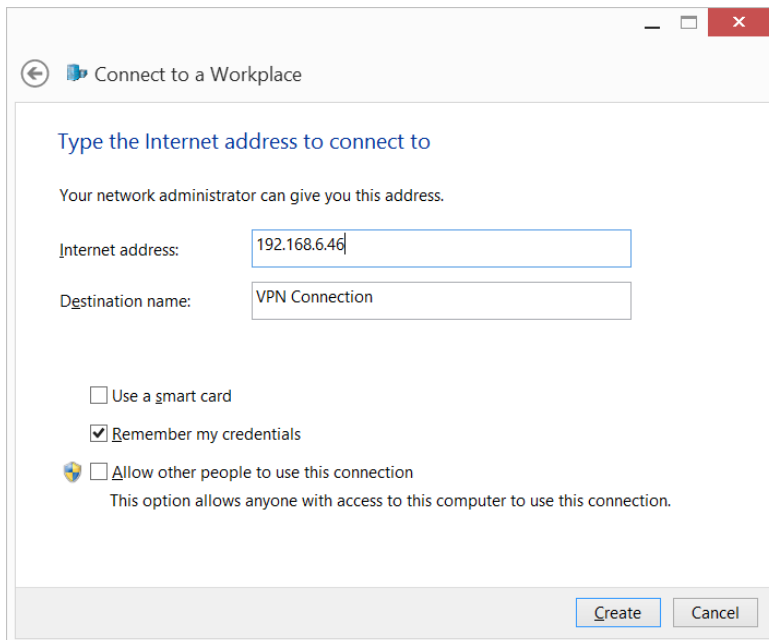 Connect to a Workplace
Type the Internet address to connect to
Your network administrator can give you this address.
Internet address: 192.168.6.46
Destination name: VPN Connection
Use a smart card
Remember my credentials
Allow other people to use this connection
This option allows anyone with access to this computer to use this connection.
Create Cancel